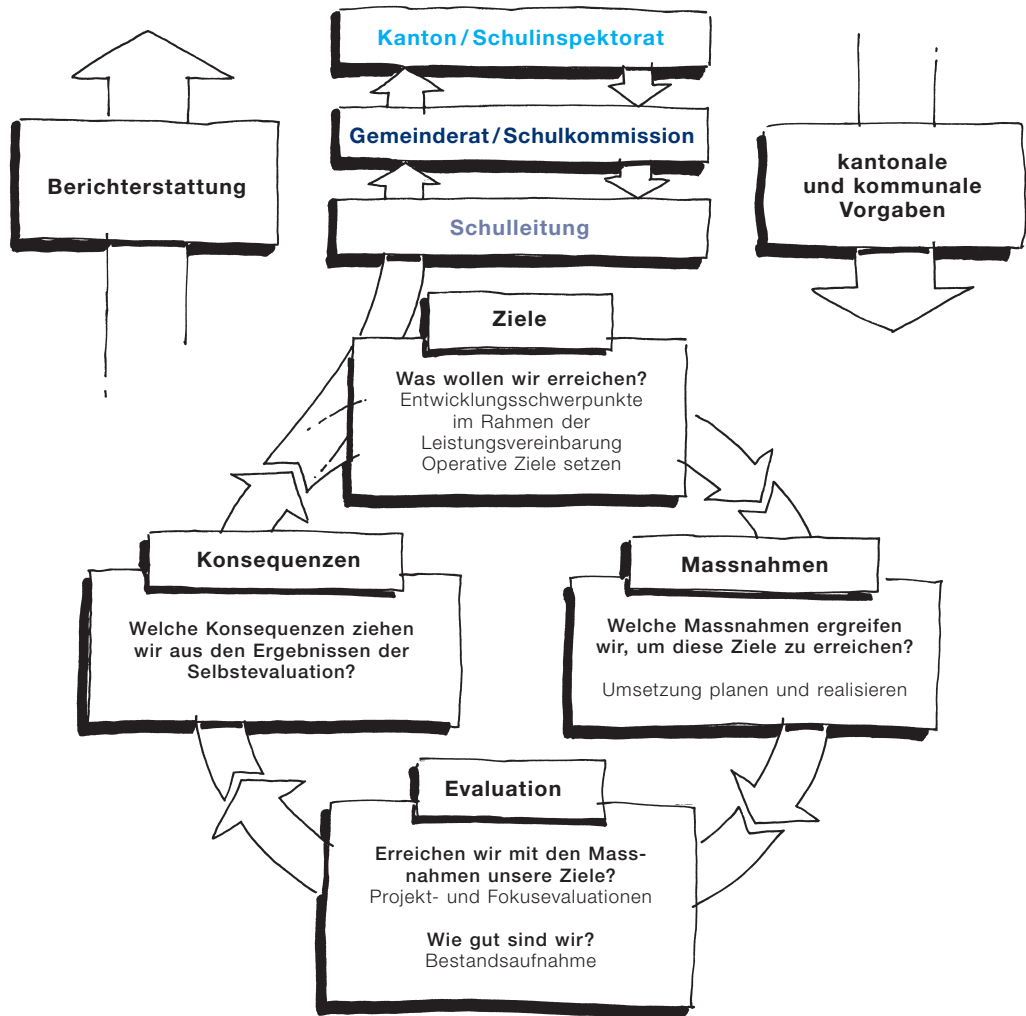 Kanton / Schulinspektorat
Gemeinderat / Schulkommission
Schulleitung
Berichterstattung
kantonale
und kommunale
Vorgaben
Ziele
Was wollen wir erreichen?
Entwicklungsschwerpunkte
im Rahmen der
Leistungsvereinbarung
Operative Ziele setzen
Konsequenzen
Welche Konsequenzen ziehen
wir aus den Ergebnissen der
Selbstevaluation?
Massnahmen
Welche Massnahmen ergreifen
wir, um diese Ziele zu erreichen?
Umsetzung planen und realisieren
Evaluation
Erreichen wir mit den Mass-
nahmen unsere Ziele?
Projekt- und Fokusevaluationen
Wie gut sind wir?
Bestandsaufnahme